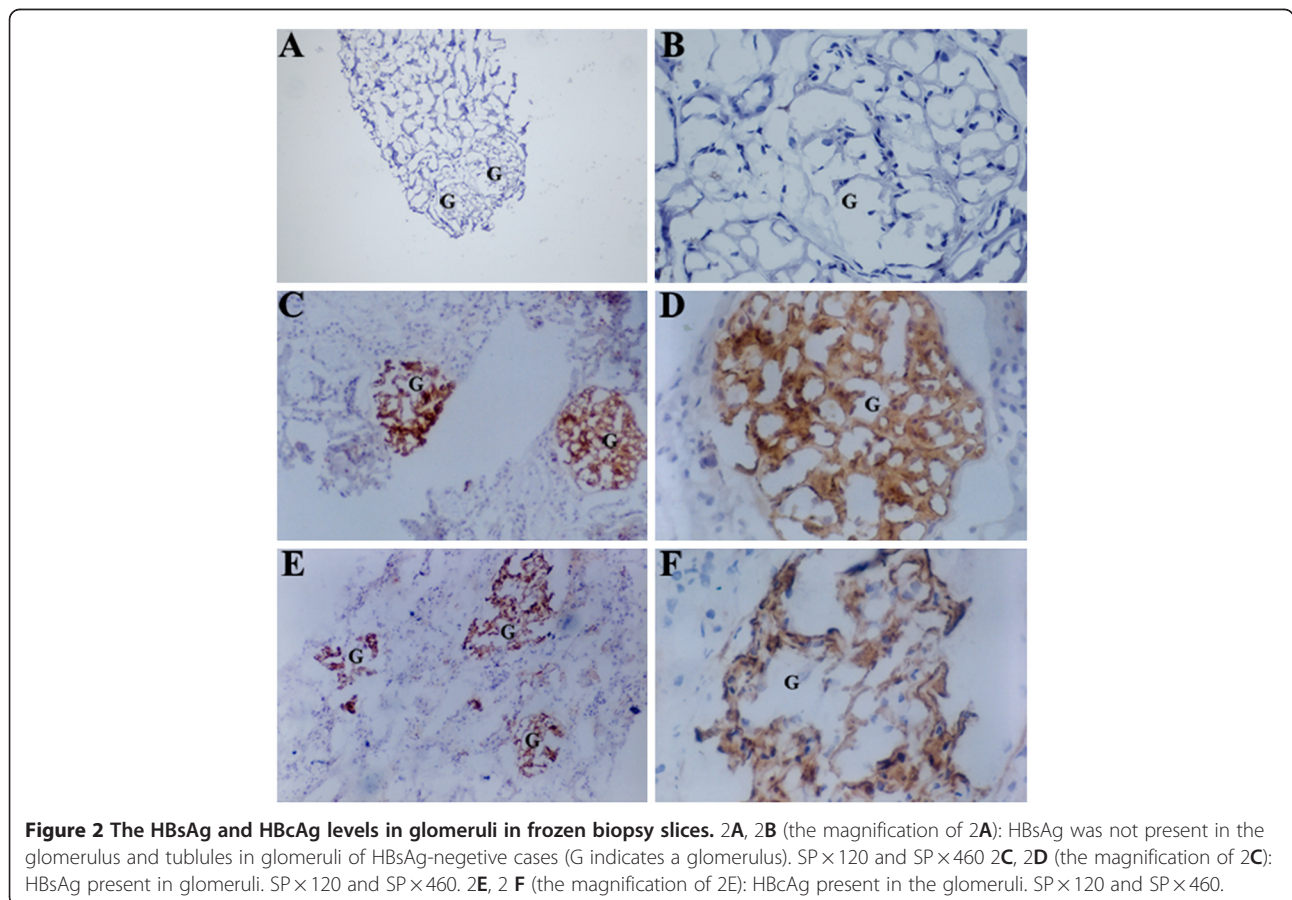 A
B
G
G
G
C
D
G
G
G
E
F
G
G
G
G
Figure 2 The HBsAg and HBcAg levels in glomeruli in frozen biopsy slices. 2A, 2B (the magnification of 2A): HBsAg was not present in the
glomerulus and tublules in glomeruli of HBsAg-negetive cases (G indicates a glomerulus). SP × 120 and SP × 460 2C, 2D (the magnification of 2C):
HBsAg present in glomeruli. SP × 120 and SP × 460. 2E, 2 F (the magnification of 2E): HBcAg present in the glomeruli. SP × 120 and SP × 460.